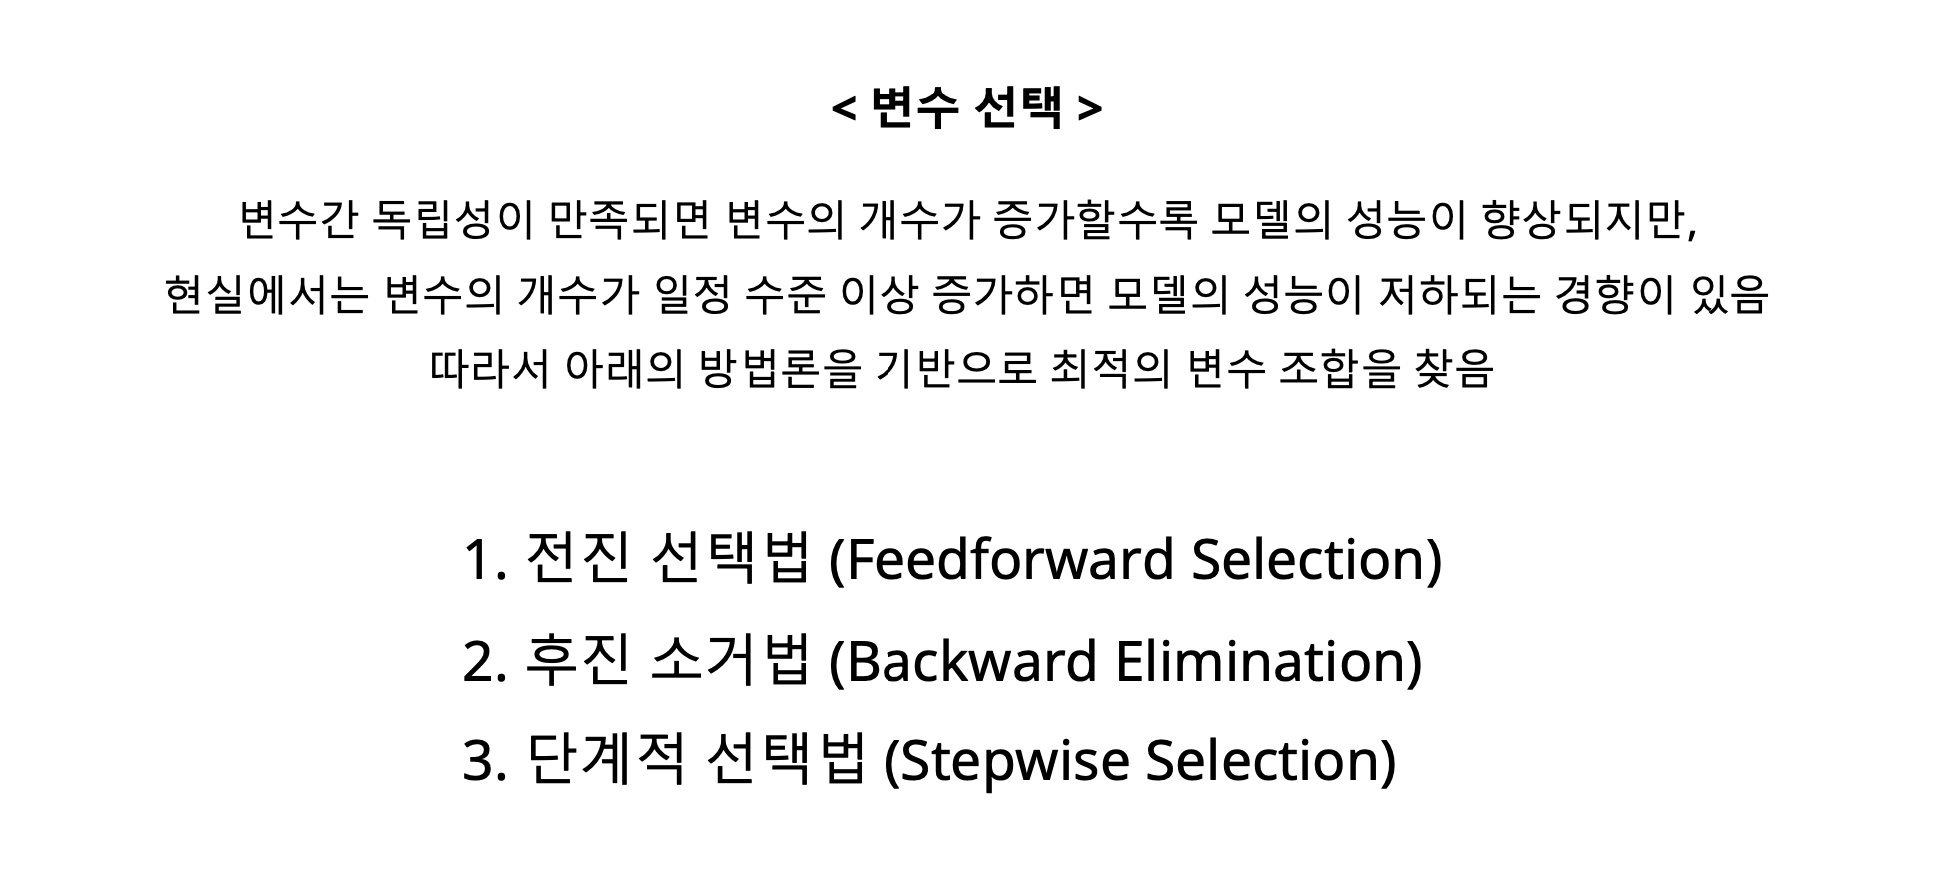 < 변수 선택 >
변수간 독립성이 만족되면 변수의 개수가 증가할수록 모델의 성능이 향상되지만,
현실에서는 변수의 개수가 일정 수준 이상 증가하면 모델의 성능이 저하되는 경향이 있음
따라서 아래의 방법론을 기반으로 최적의 변수 조합을 찾음
1. 전진 선택법 (Feedforward Selection)
2. 후진 소거법 (Backward Elimination)
3. 단계적 선택법 (Stepwise Selection)